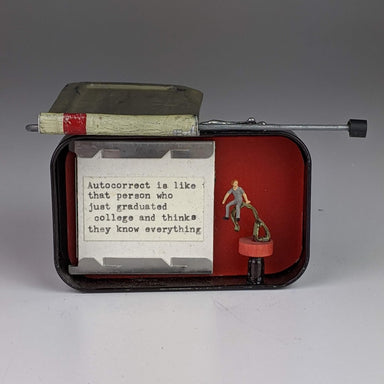 Autocorrect is like
that person who
just graduated
college and thinks
they know everything